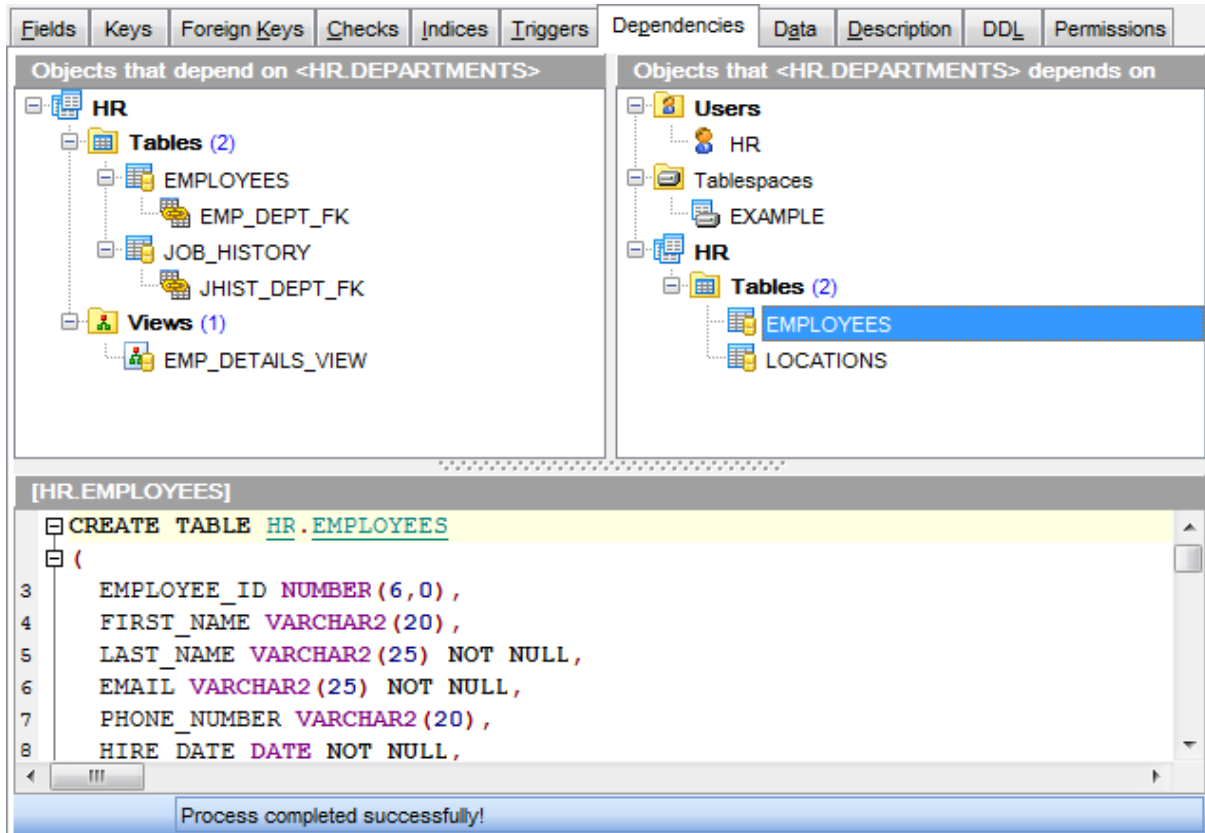 Fields Keys Foreign Keys Checks Indices Triggers Dependencies Data Description DDL Permissions
Objects that depend on <HR.DEPARTMENTS>
HR
Tables (2)
EMPLOYEES
EMP_DEPT_FK
JOB_HISTORY
JHIST_DEPT_FK
Views (1)
EMP_DETAILS_VIEW
Objects that <HR.DEPARTMENTS> depends on
Users
HR
Tablespaces
EXAMPLE
HR
Tables (2)
EMPLOYEES
LOCATIONS
[HR.EMPLOYEES]
CREATE TABLE HR.EMPLOYEES
(
3 EMPLOYEE_ID NUMBER(6,0),
4 FIRST_NAME VARCHAR2(20),
5 LAST_NAME VARCHAR2(25) NOT NULL,
6 EMAIL VARCHAR2(25) NOT NULL,
7 PHONE_NUMBER VARCHAR2(20),
8 HIRE_DATE DATE NOT NULL,
Process completed successfully!